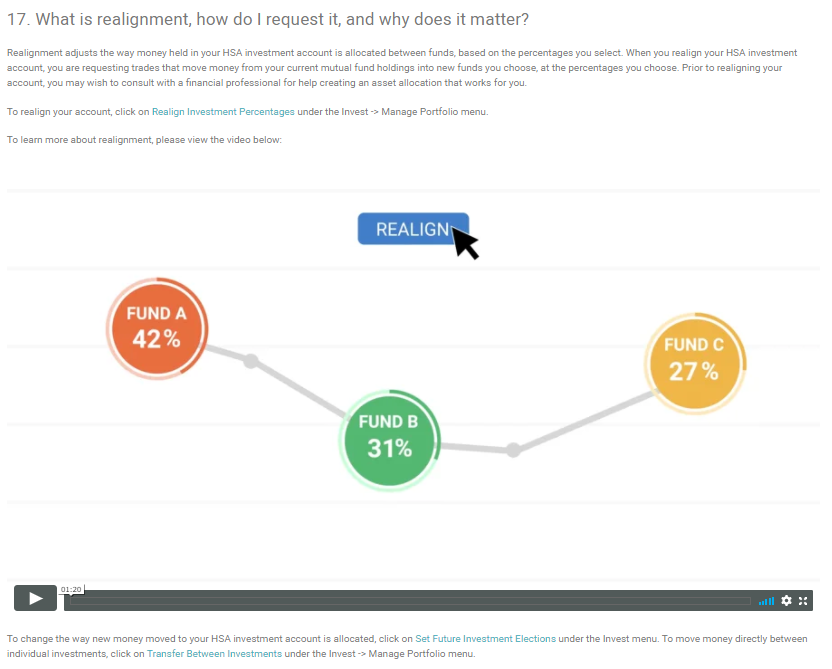 17. What is realignment, how do I request it, and why does it matter?
Realignment adjusts the way money held in your HSA investment account is allocated between funds, based on the percentages you select. When you realign your HSA investment
account, you are requesting trades that move money from your current mutual fund holdings into new funds you choose, at the percentages you choose. Prior to realigning your
account, you may wish to consult with a financial professional for help creating an asset allocation that works for you.
To realign your account, click on Realign Investment Percentages under the Invest -> Manage Portfolio menu.
To learn more about realignment, please view the video below:
REALIGN
FUND A
42%
FUND C
27%
FUND B
31%
01:20
To change the way new money moved to your HSA investment account is allocated, click on Set Future Investment Elections under the Invest menu. To move money directly between
individual investments, click on Transfer Between Investments under the Invest -> Manage Portfolio menu.